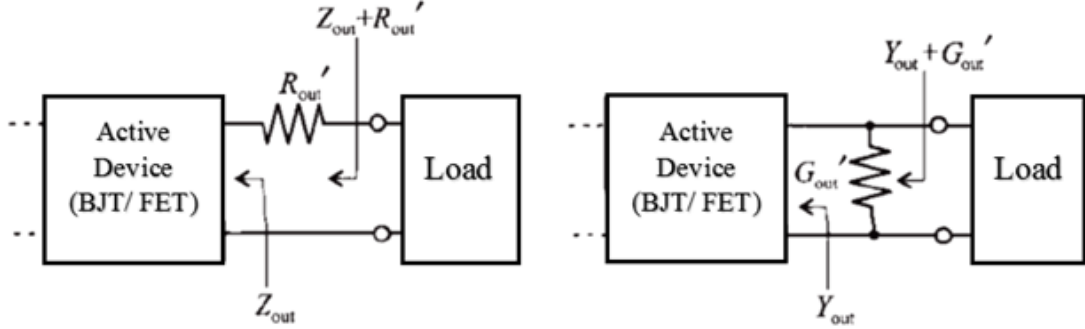 Z_out+R_out′
R_out′
Active
Device
(BJT/ FET)
Load
Z_out
Y_out + G_out′
Active
Device
(BJT/ FET)
G_out′
Load
Y_out